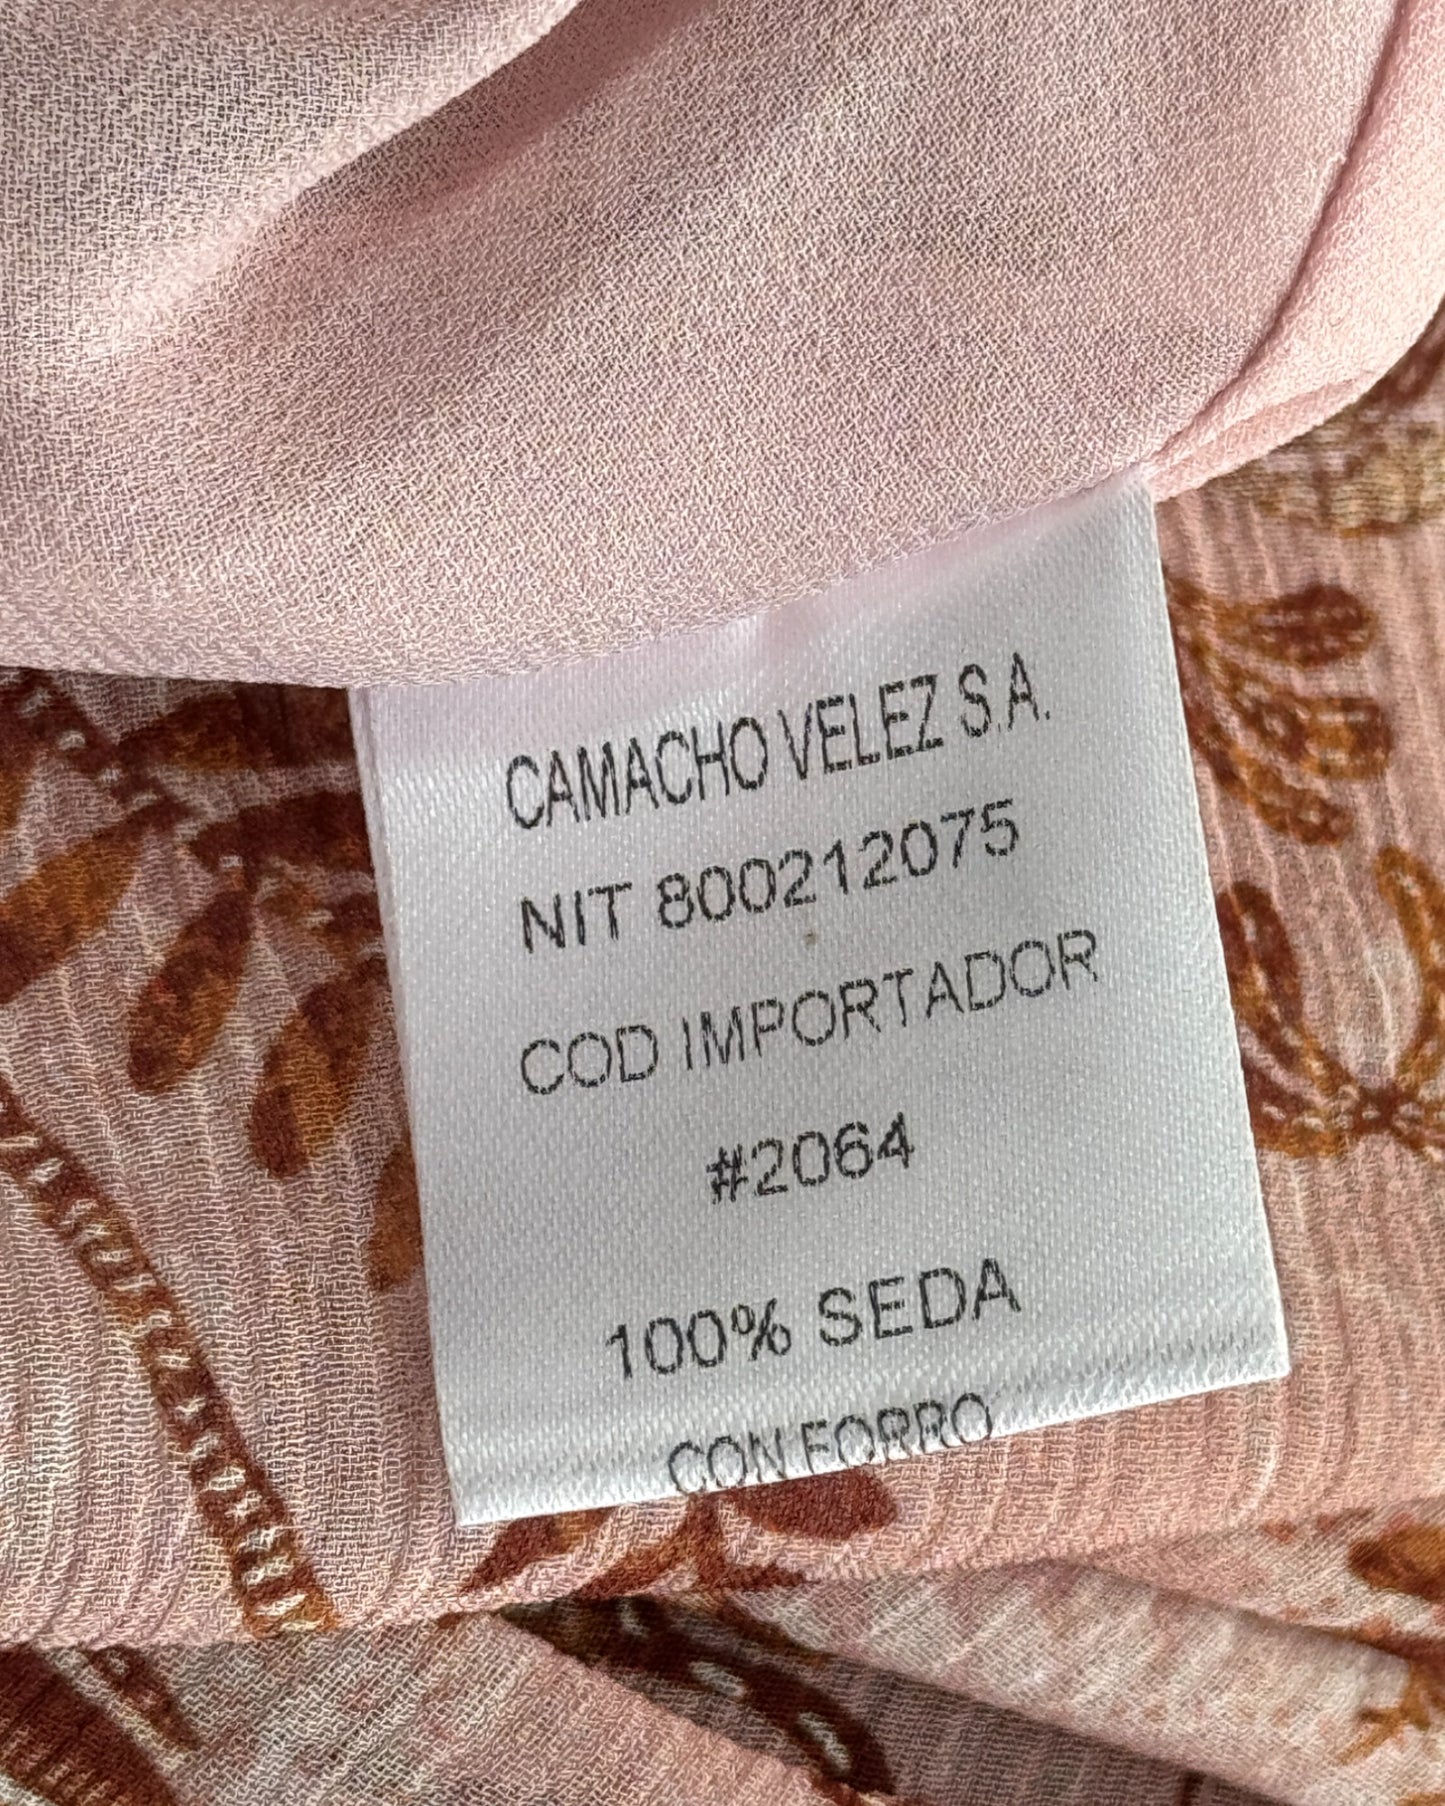 CAMACHO VELEZ S.A.
NIT 800212075
COD IMPORTADOR
#2064
100% SEDA
CON FORRO